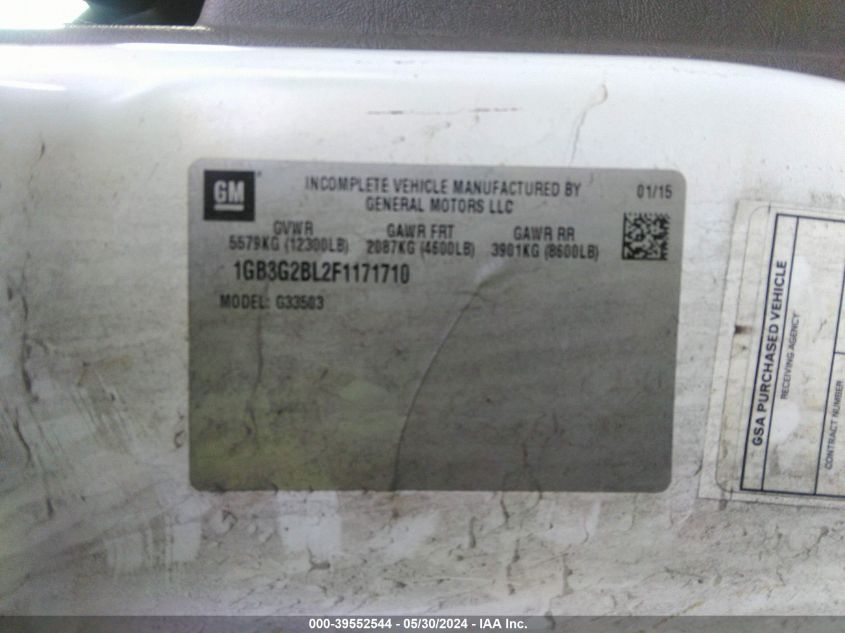 GM
INCOMPLETE VEHICLE MANUFACTURED BY
GENERAL MOTORS LLC
01/15
GVWR GAWR FRT GAWR RR
5579KG (12300LB) 2087KG (4600LB) 3901KG (8600LB)
1GB3G2BL2F1171710
MODEL: G33503
GSA PURCHASED VEHICLE
RECEIVING AGENCY
CONTRACT NUMBER
000-39552544 - 05/30/2024 - IAA Inc.